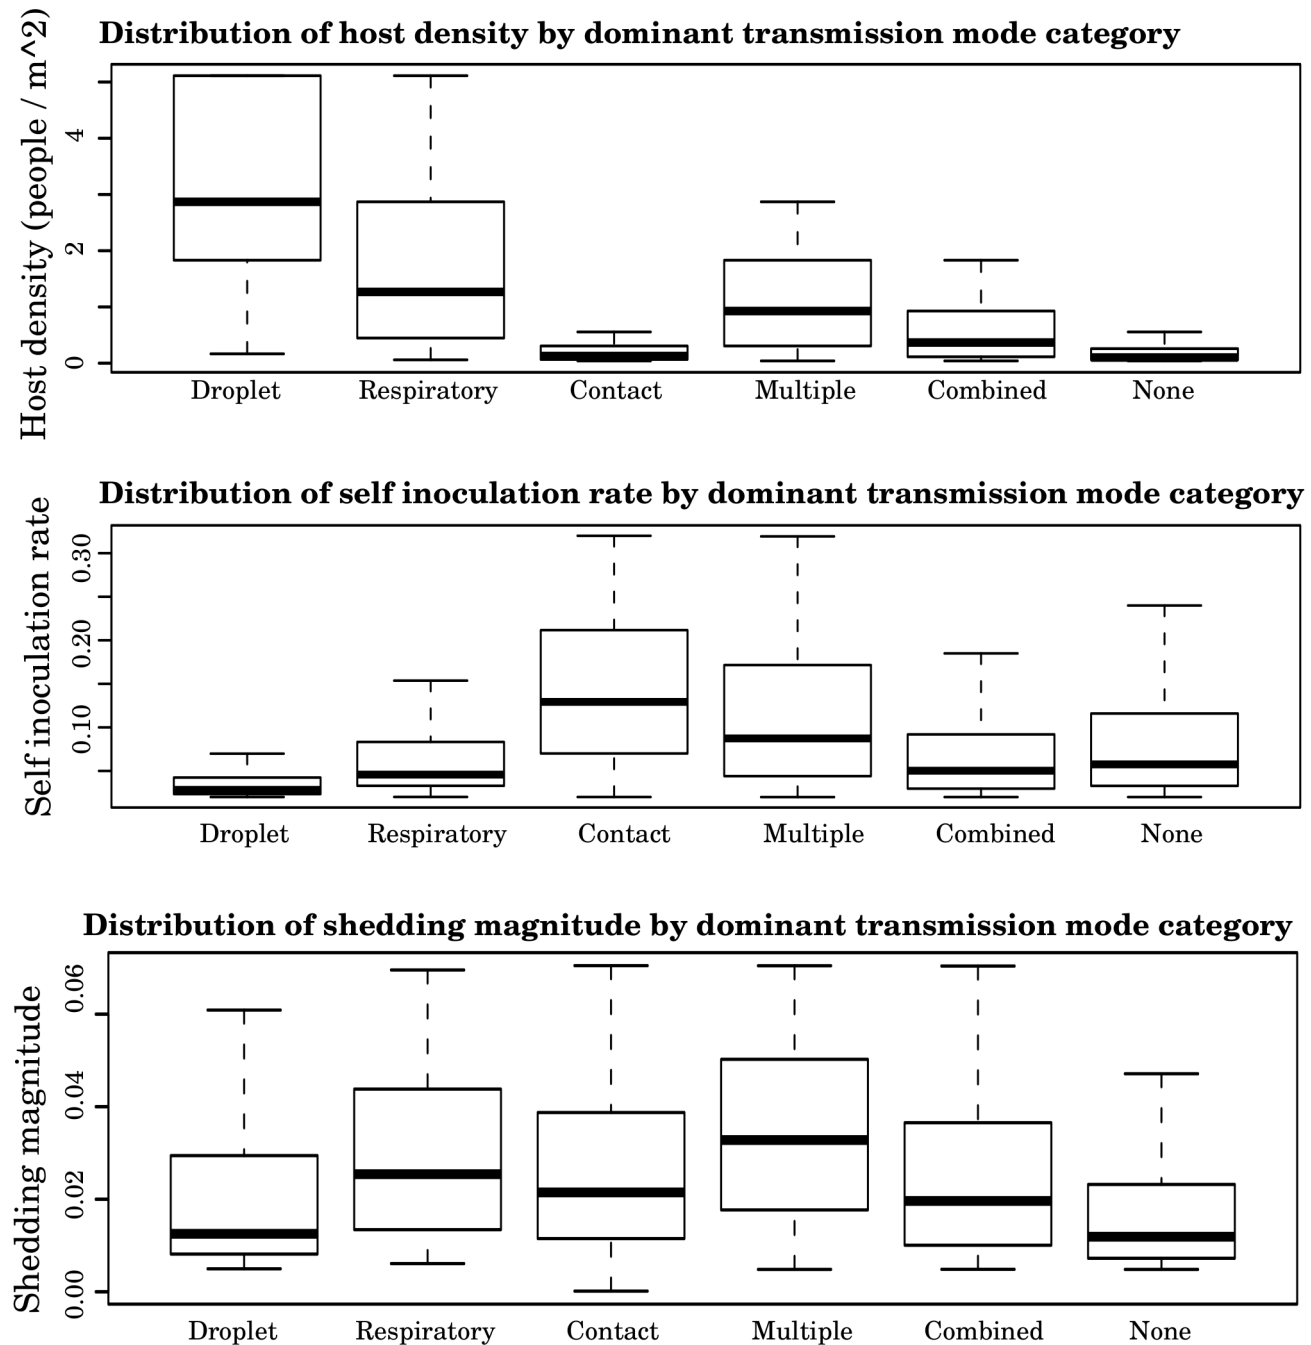 Distribution of host density by dominant transmission mode category
Host density (people / m^2)
4
2
0
Droplet Respiratory Contact Multiple Combined None
Distribution of self inoculation rate by dominant transmission mode category
Self inoculation rate
0.30
0.20
0.10
Droplet Respiratory Contact Multiple Combined None
Distribution of shedding magnitude by dominant transmission mode category
Shedding magnitude
0.06
0.04
0.02
0.00
Droplet Respiratory Contact Multiple Combined None